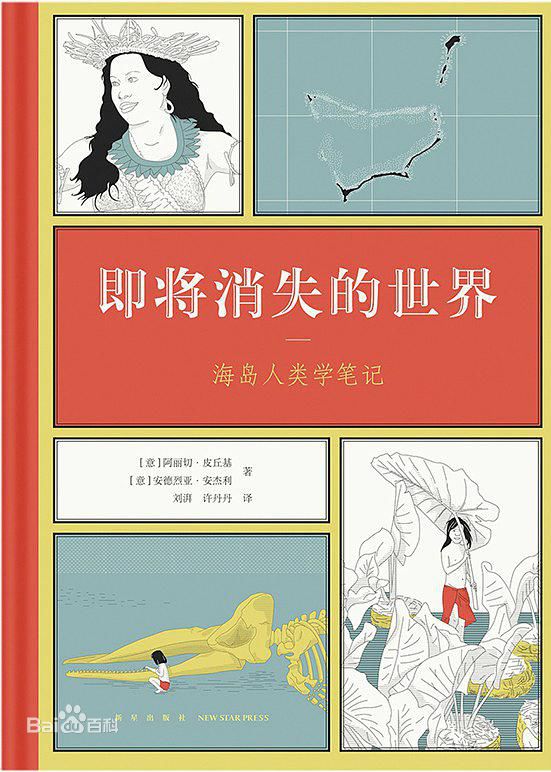 即将消失的世界
海岛人类学笔记
[意]阿丽切·皮丘基
[意]安德烈亚·安杰利 著
刘湃 许丹丹 译
新星出版社 NEW STAR PRESS
Bai du 百科